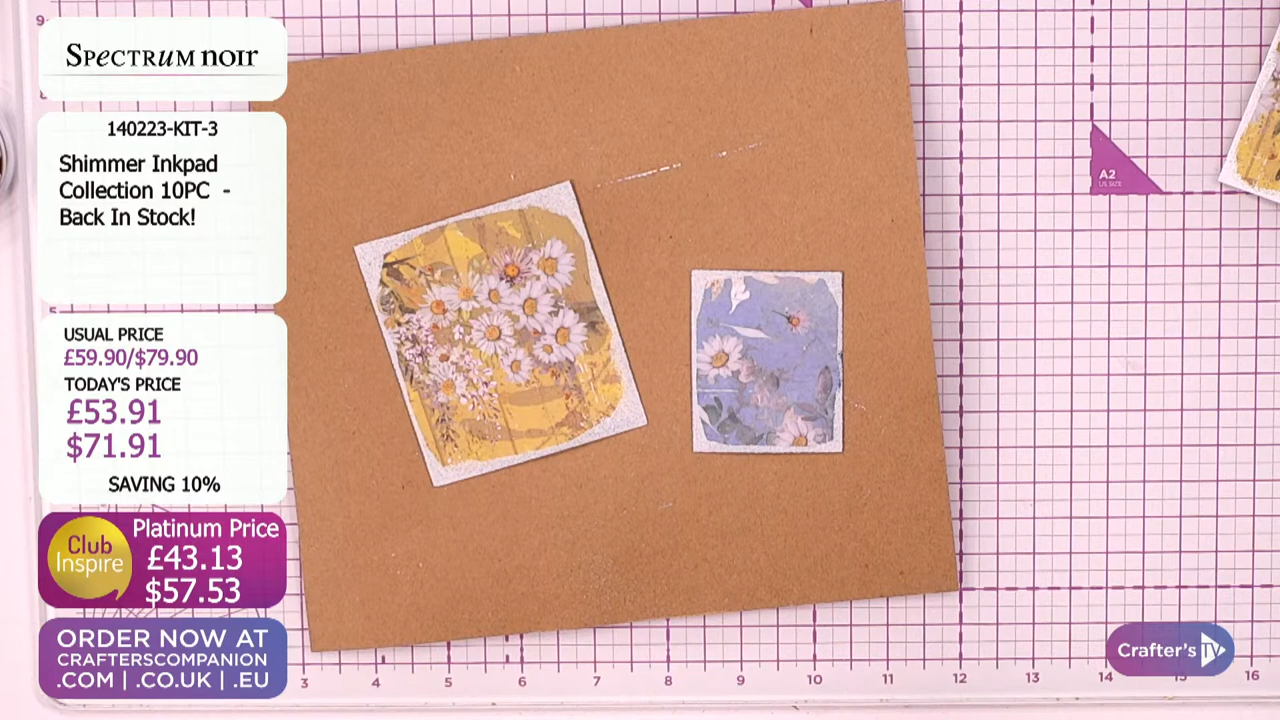 Spectrum noir
140223-KIT-3
Shimmer Inkpad
Collection 10PC -
Back In Stock!
USUAL PRICE
£59.90/$79.90
TODAY'S PRICE
£53.91
$71.91
SAVING 10%
Club
Inspire
Platinum Price
£43.13
$57.53
ORDER NOW AT
CRAFTERSCOMPANION
.COM | .CO.UK | .EU
A2
US SIZE
Crafter's TV
9
3 4 5 6 7 8 9 10 11 12 13 14 15 16